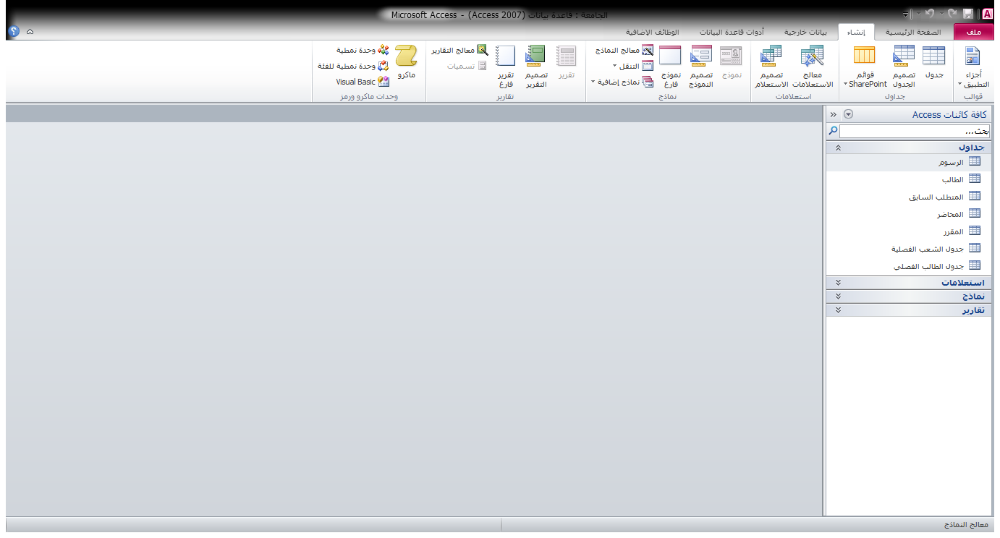 الجامعة : قاعدة بيانات (Access 2007) - Microsoft Access
ملف
الصفحة الرئيسية
إنشاء
بيانات خارجية
أدوات قاعدة البيانات
الوظائف الإضافية
أجزاء التطبيق
قوالب
جدول
تصميم الجدول
قوائم SharePoint
جداول
معالج الاستعلامات
تصميم الاستعلام
استعلامات
نموذج
تصميم النموذج
نموذج فارغ
معالج النماذج
التنقل
نماذج إضافية
نماذج
تقرير
تصميم التقرير
تقرير فارغ
معالج التقارير
تسميات
تقارير
ماكرو
وحدة نمطية
وحدة نمطية للفئة
Visual Basic
وحدات ماكرو ورمز
كافة كائنات Access
بحث...
جداول
الرسوم
الطالب
المتطلب السابق
المحاضر
المقرر
جدول الشعب الفصلية
جدول الطالب الفصلي
استعلامات
نماذج
تقارير
معالج النماذج